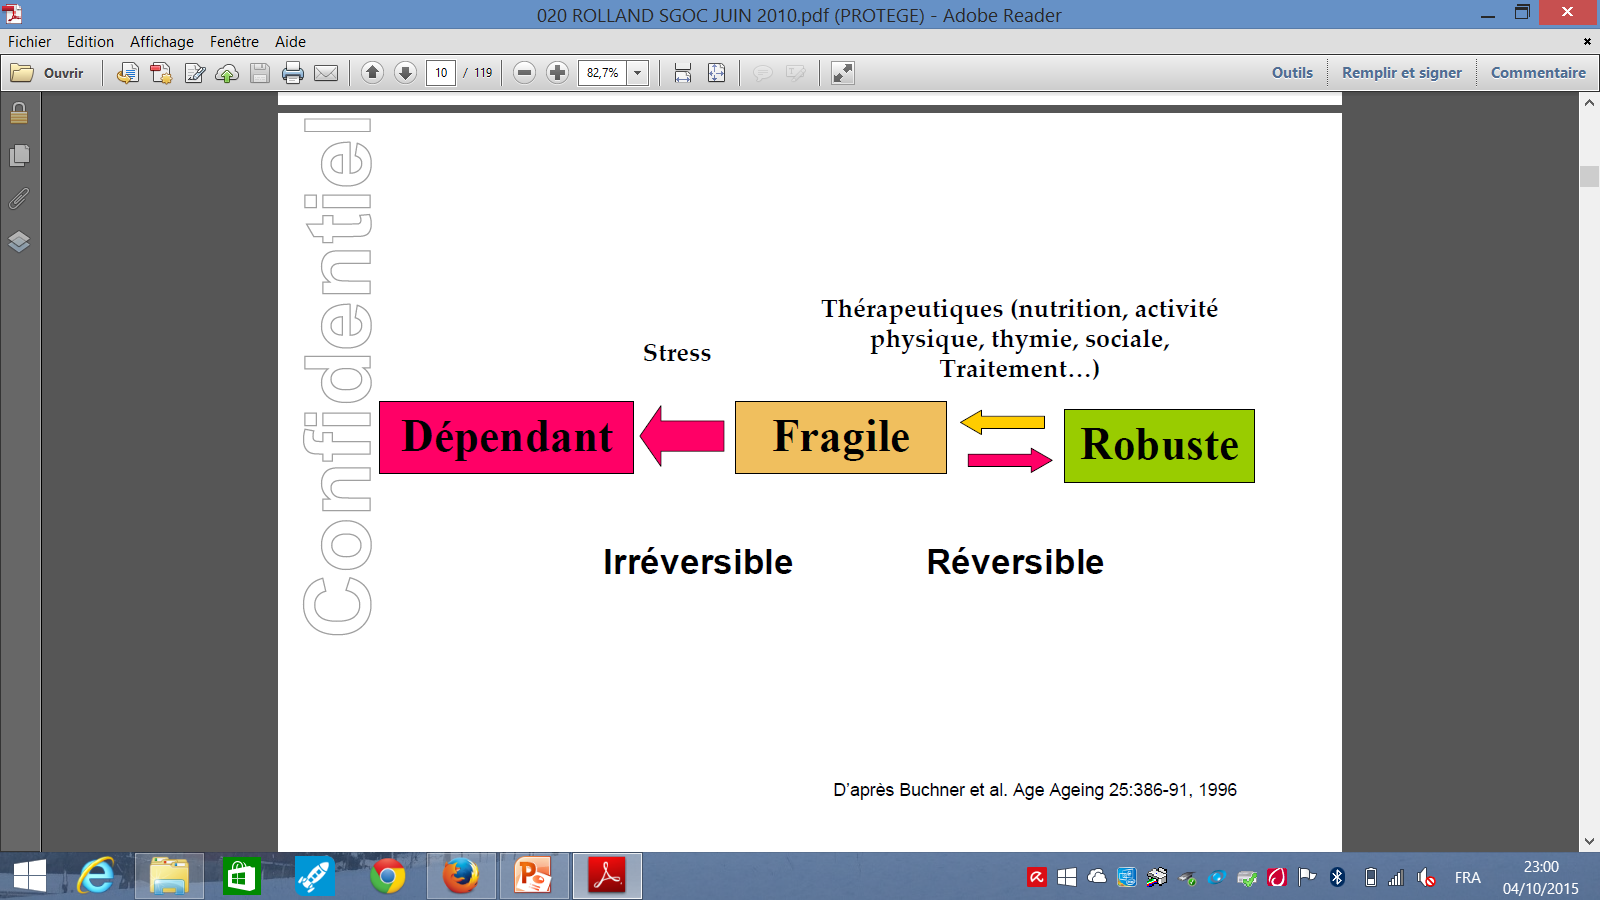 020 ROLLAND SGOC JUIN 2010.pdf (PROTEGE) - Adobe Reader
Fichier Edition Affichage Fenêtre Aide
Ouvrir 10 / 119 82,7% Outils Remplir et signer Commentaire
Confidentiel
Thérapeutiques (nutrition, activité
physique, thymie, sociale,
Traitement...)
Stress
Dépendant Fragile Robuste
Irréversible Réversible
D'après Buchner et al. Age Ageing 25:386-91, 1996
FRA 23:00
04/10/2015